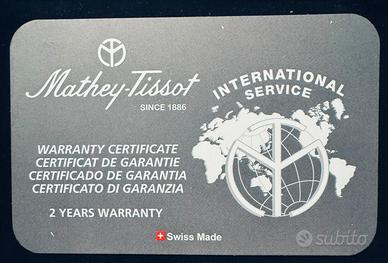 Mathey-Tissot
SINCE 1886
INTERNATIONAL
SERVICE
WARRANTY CERTIFICATE
CERTIFICAT DE GARANTIE
CERTIFICADO DE GARANTIA
CERTIFICATO DI GARANZIA
2 YEARS WARRANTY
Swiss Made
subito